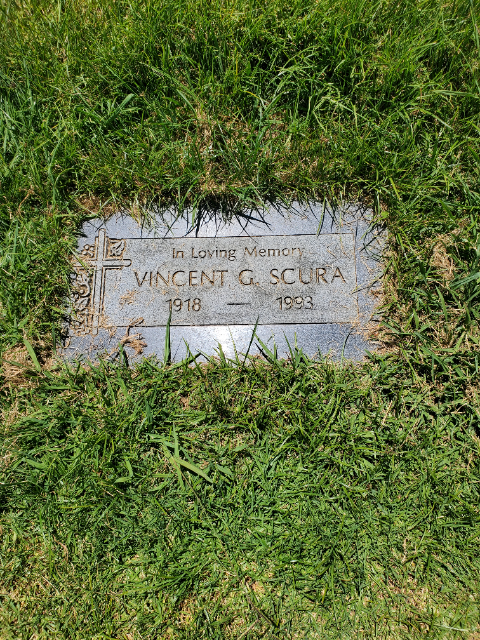 In Loving Memory
VINCENT G. SCURA
1918 — 1993